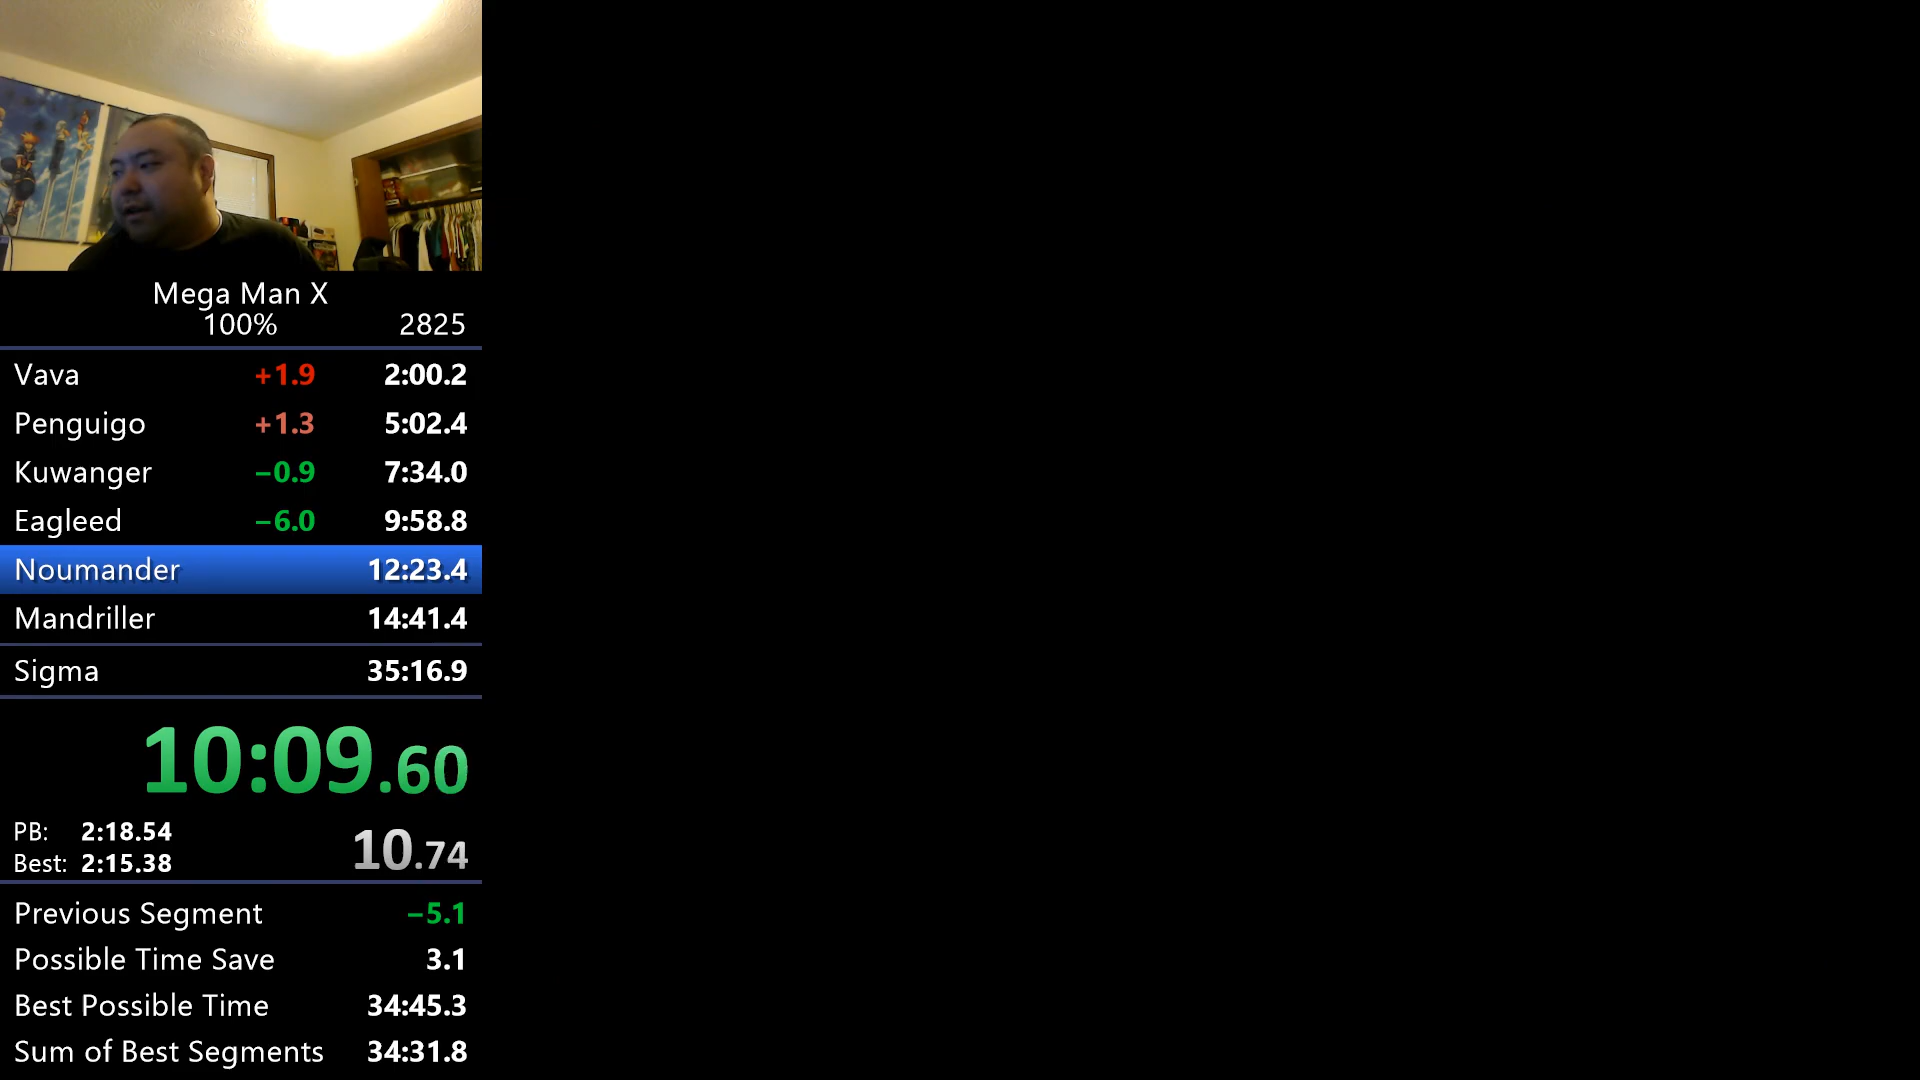 Mega Man X
100% 2825
Vava +1.9 2:00.2
Penguigo +1.3 5:02.4
Kuwanger −0.9 7:34.0
Eagleed −6.0 9:58.8
Noumander 12:23.4
Mandriller 14:41.4
Sigma 35:16.9
10:09.60
PB: 2:18.54
Best: 2:15.38
10.74
Previous Segment −5.1
Possible Time Save 3.1
Best Possible Time 34:45.3
Sum of Best Segments 34:31.8